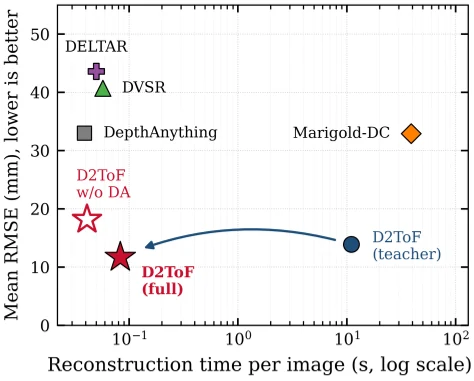 Mean RMSE (mm), lower is better
50
40
30
20
10
0
DELTAR
DVSR
DepthAnything
Marigold-DC
D2ToF
w/o DA
D2ToF
(full)
D2ToF
(teacher)
10⁻¹
10⁰
10¹
10²
Reconstruction time per image (s, log scale)